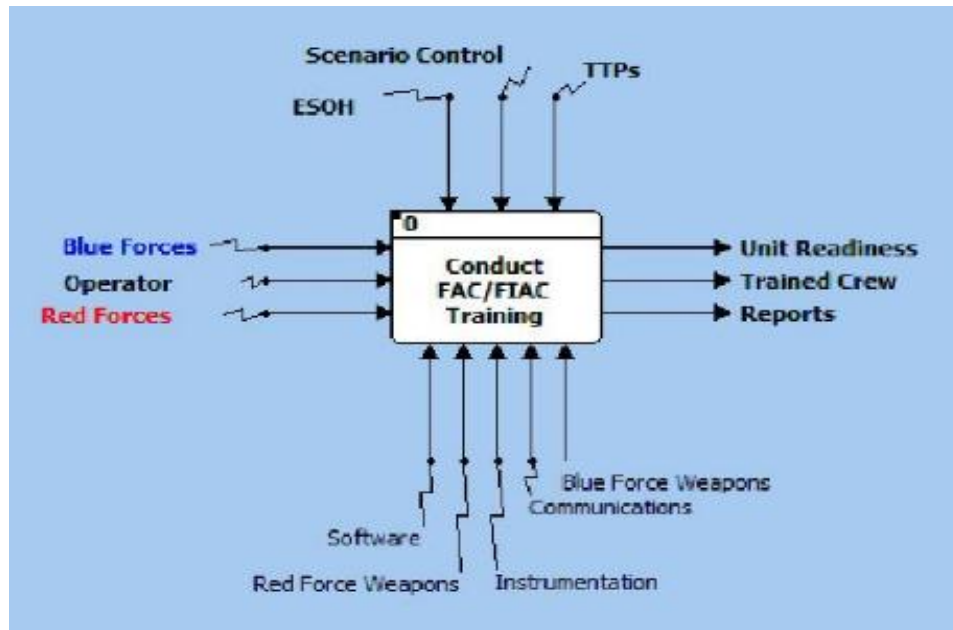 Scenario Control
TTPs
ESOH
0
Blue Forces
Operator
Red Forces
Conduct
FAC/FIAC
Training
Unit Readiness
Trained Crew
Reports
Blue Force Weapons
Communications
Software
Red Force Weapons
Instrumentation